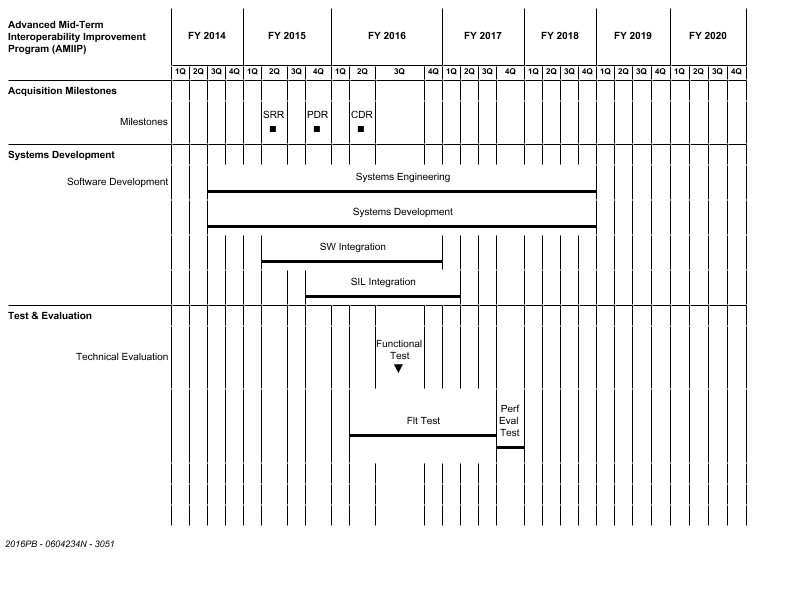 Advanced Mid-Term
Interoperability Improvement
Program (AMIIP)
FY 2014 FY 2015 FY 2016 FY 2017 FY 2018 FY 2019 FY 2020
1Q 2Q 3Q 4Q 1Q 2Q 3Q 4Q 1Q 2Q 3Q 4Q 1Q 2Q 3Q 4Q 1Q 2Q 3Q 4Q 1Q 2Q 3Q 4Q 1Q 2Q 3Q 4Q
Acquisition Milestones
Milestones SRR PDR CDR
Systems Development
Software Development Systems Engineering
Systems Development
SW Integration
SIL Integration
Test & Evaluation
Technical Evaluation
Functional
Test
Flt Test
Perf
Eval
Test
2016PB - 0604234N - 3051